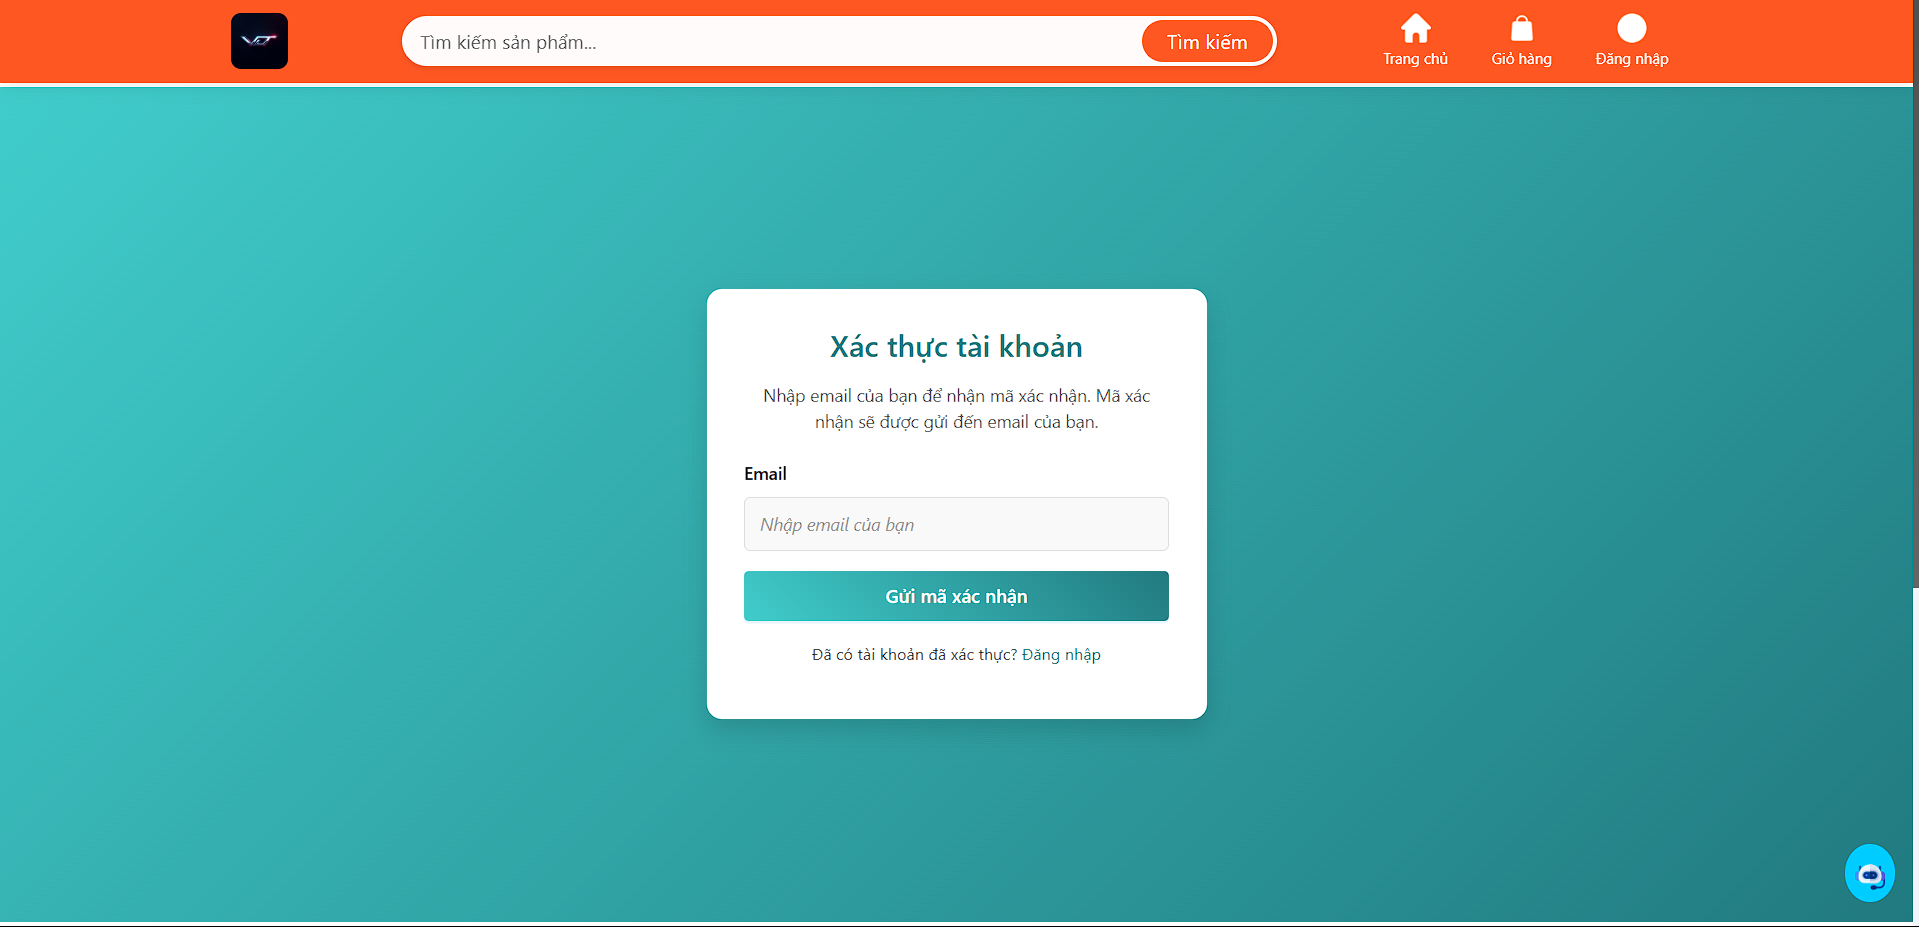 VT
Tìm kiếm sản phẩm...
Tìm kiếm
Trang chủ
Giỏ hàng
Đăng nhập
Xác thực tài khoản
Nhập email của bạn để nhận mã xác nhận. Mã xác
nhận sẽ được gửi đến email của bạn.
Email
Nhập email của bạn
Gửi mã xác nhận
Đã có tài khoản đã xác thực? Đăng nhập